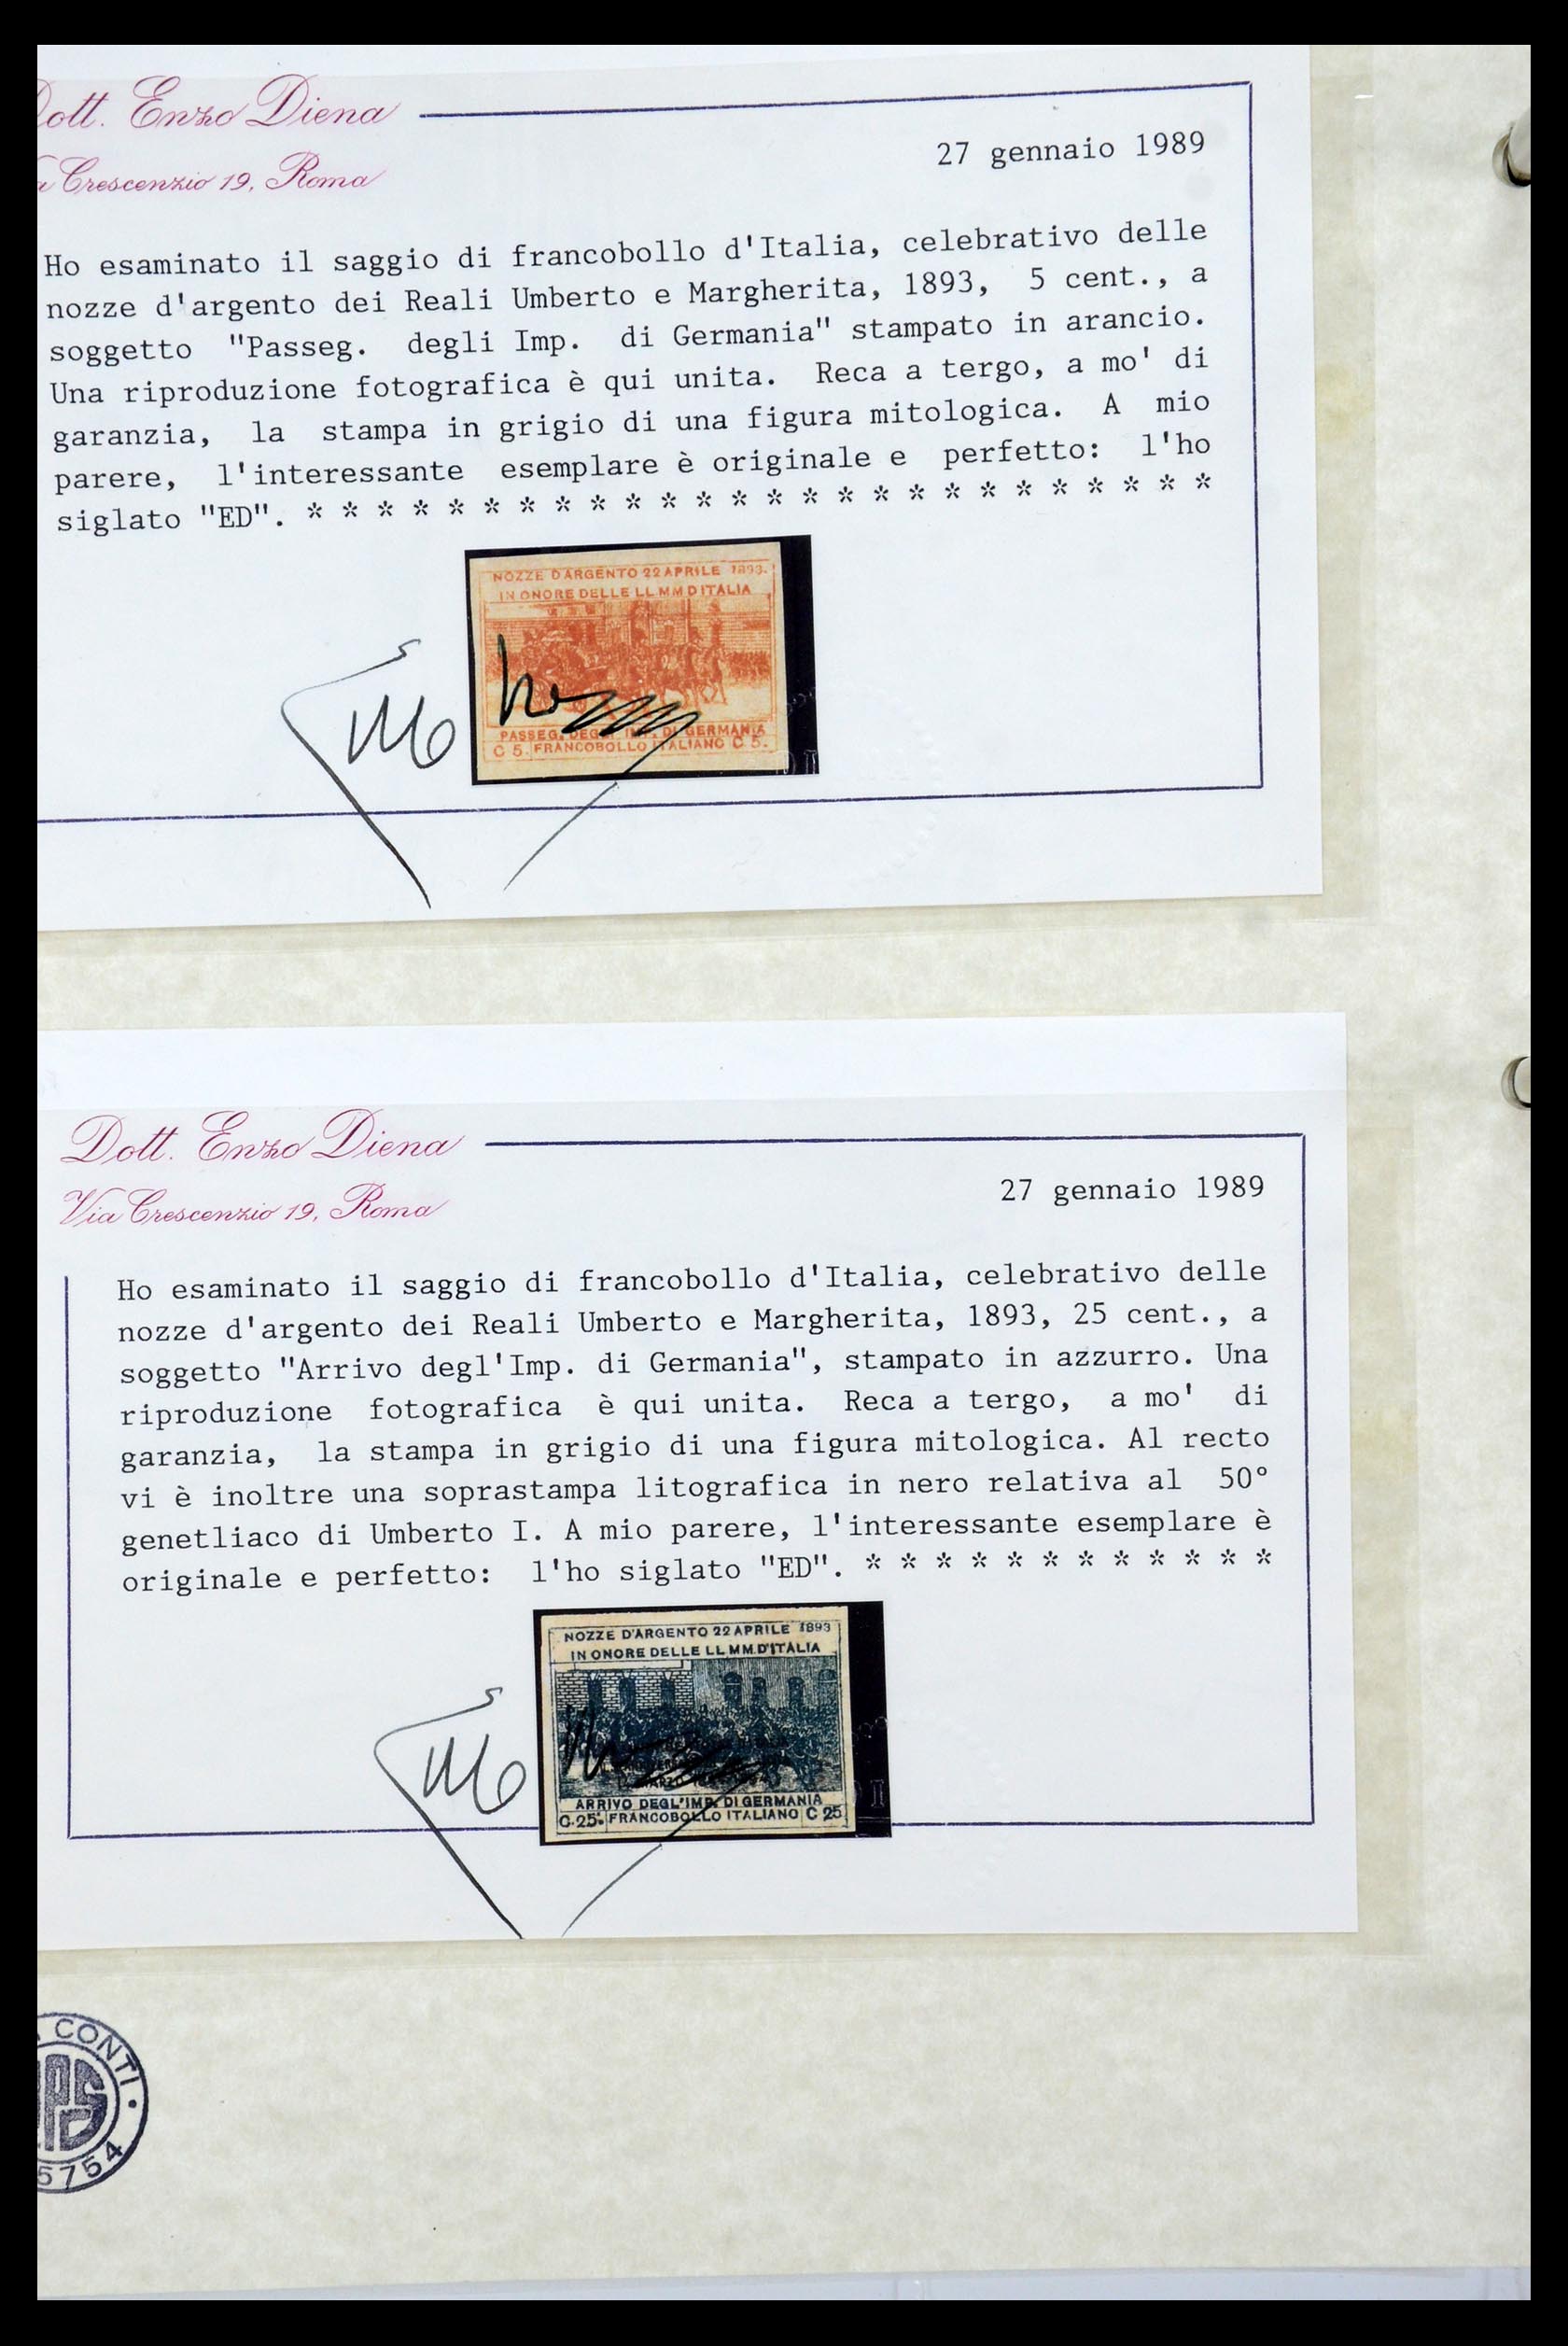 Dott. Enzo Diena
Crescenzio 19, Roma
27 gennaio 1989
Ho esaminato il saggio di francobollo d'Italia, celebrativo delle
nozze d'argento dei Reali Umberto e Margherita, 1893, 5 cent., a
soggetto "Passeg. degli Imp. di Germania" stampato in arancio.
Una riproduzione fotografica è qui unita. Reca a tergo, a mo' di
garanzia, la stampa in grigio di una figura mitologica. A mio
parere, l'interessante esemplare è originale e perfetto: l'ho
siglato "ED". * * * * * * * * * * * * * * * * * * * * * * * * * *
NOZZE D'ARGENTO 22 APRILE 1893.
IN ONORE DELLE LL MM D'ITALIA
PASSEG. DEGLI IMP. DI GERMANIA
C 5. FRANCOBOLLO ITALIANO C 5.
Dott. Enzo Diena
Via Crescenzio 19, Roma
27 gennaio 1989
Ho esaminato il saggio di francobollo d'Italia, celebrativo delle
nozze d'argento dei Reali Umberto e Margherita, 1893, 25 cent., a
soggetto "Arrivo degl'Imp. di Germania", stampato in azzurro. Una
riproduzione fotografica è qui unita. Reca a tergo, a mo' di
garanzia, la stampa in grigio di una figura mitologica. Al recto
vi è inoltre una soprastampa litografica in nero relativa al 50°
genetliaco di Umberto I. A mio parere, l'interessante esemplare è
originale e perfetto: l'ho siglato "ED". * * * * * * * * * * * *
NOZZE D'ARGENTO 22 APRILE 1893
IN ONORE DELLE LL MM. D'ITALIA
ARRIVO DEGL'IMP. DI GERMANIA
C. 25. FRANCOBOLLO ITALIANO C 25
CONTI
5754